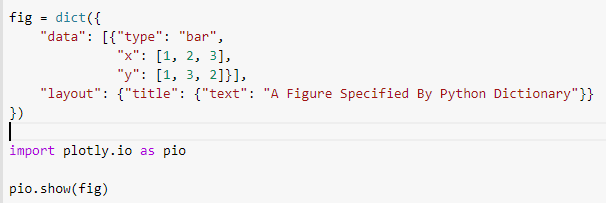 fig = dict({
    "data": [{"type": "bar",
              "x": [1, 2, 3],
              "y": [1, 3, 2]}],
    "layout": {"title": {"text": "A Figure Specified By Python Dictionary"}}
})
import plotly.io as pio
pio.show(fig)